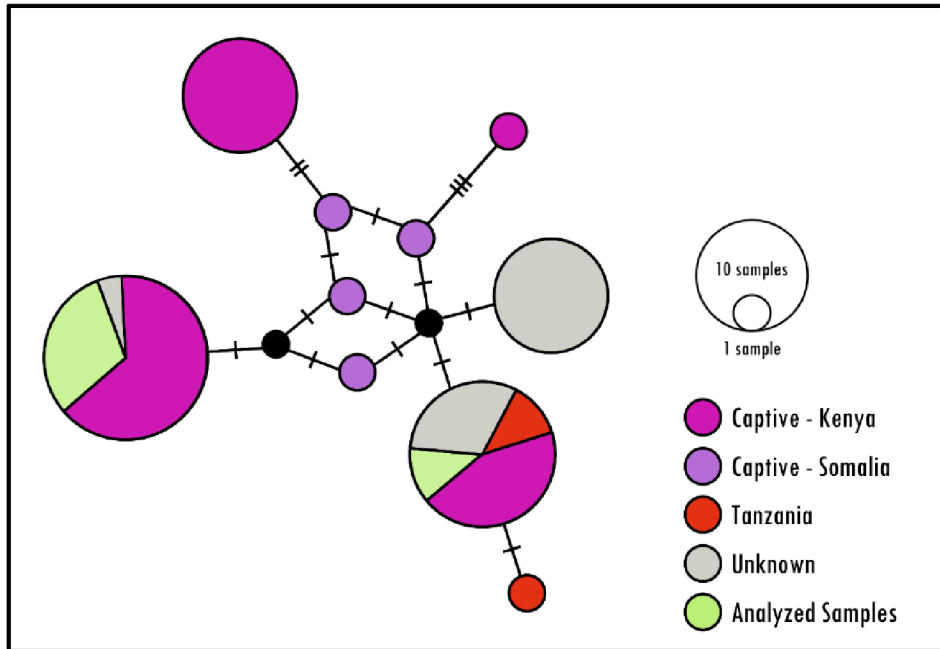 10 samples
1 sample
Captive - Kenya
Captive - Somalia
Tanzania
Unknown
Analyzed Samples